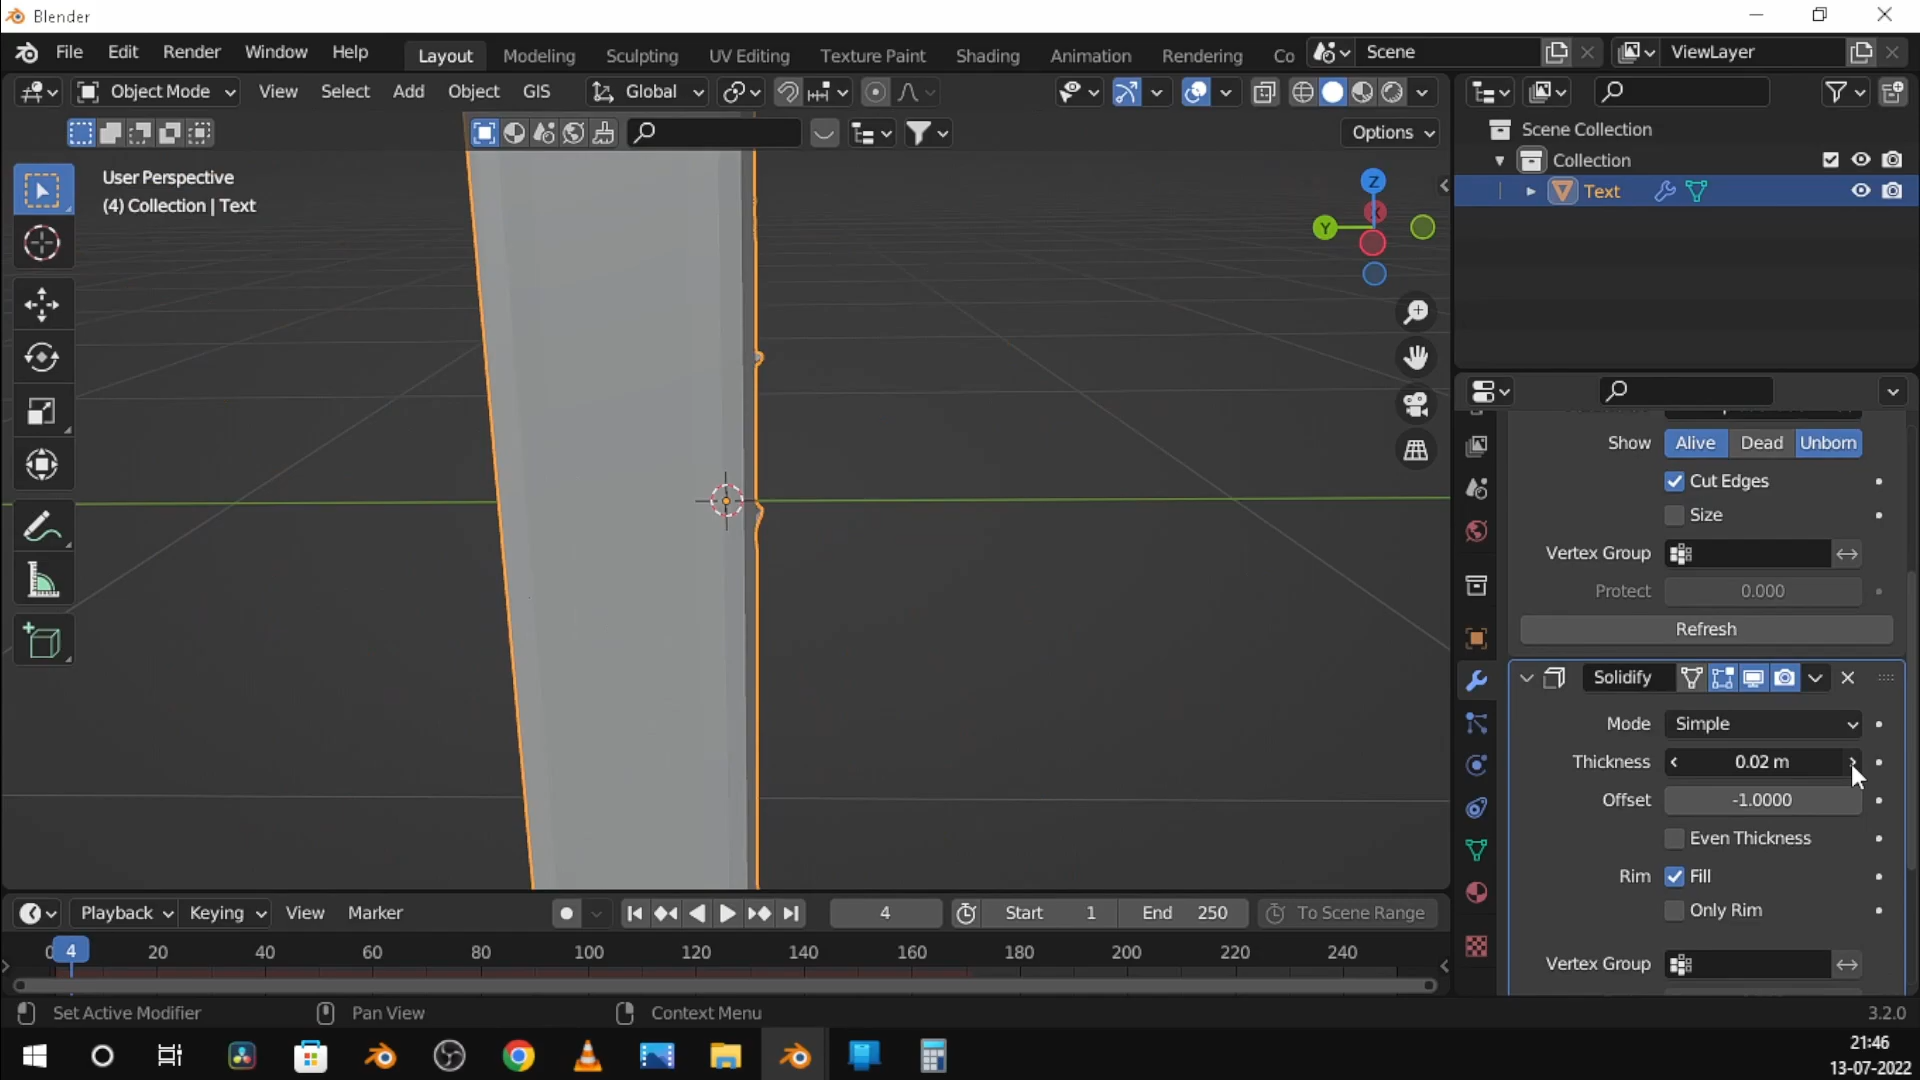 Blender
File Edit Render Window Help Layout Modeling Sculpting UV Editing Texture Paint Shading Animation Rendering Co Scene ViewLayer
Object Mode View Select Add Object GIS Global
Options
User Perspective
(4) Collection | Text
Z
X
Y
Scene Collection
Collection
Text
Show Alive Dead Unborn
Cut Edges
Size
Vertex Group
Protect 0.000
Refresh
Solidify
Mode Simple
Thickness 0.02 m
Offset -1.0000
Even Thickness
Rim Fill
Only Rim
Vertex Group
Playback Keying View Marker 4 Start 1 End 250 To Scene Range
0 4 20 40 60 80 100 120 140 160 180 200 220 240
Set Active Modifier Pan View Context Menu 3.2.0
21:46
13-07-2022